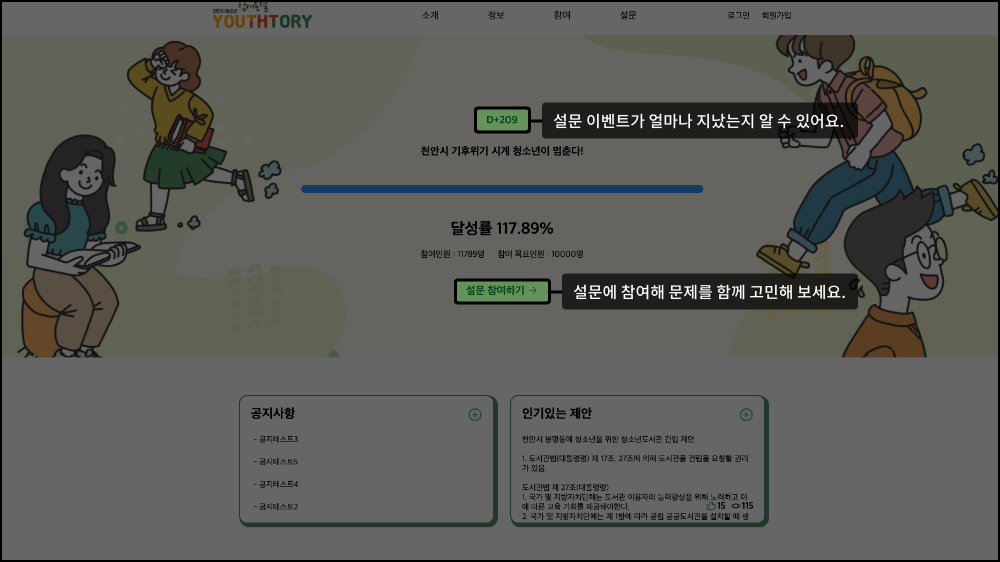 천안시 청소년 참여포털
YOUTHTORY
소개
정보
참여
설문
로그인
회원가입
D+209
설문 이벤트가 얼마나 지났는지 알 수 있어요.
천안시 기후위기 시계 청소년이 멈춘다!
달성률 117.89%
참여인원 : 11789명 참여 목표인원 : 10000명
설문 참여하기 →
설문에 참여해 문제를 함께 고민해 보세요.
공지사항
- 공지테스트3
- 공지테스트5
- 공지테스트4
- 공지테스트2
인기있는 제안
천안시 봉명동에 청소년을 위한 청소년도서관 건립 제안
1. 도서관법(대통령령) 제 17조. 27조에 의해 도서관을 건립을 요청할 권리
가 있음.
도서관법 제 27조(대통령령)
1. 국가 및 지방자치단체는 도서관 이용자의 능력향상을 위해 노력하고 이
에 따른 교육 기회를 제공해야한다.
15 115
2. 국가 및 지방자치단체는 제 1항에 따라 공립 공공도서관을 설치할 때 생